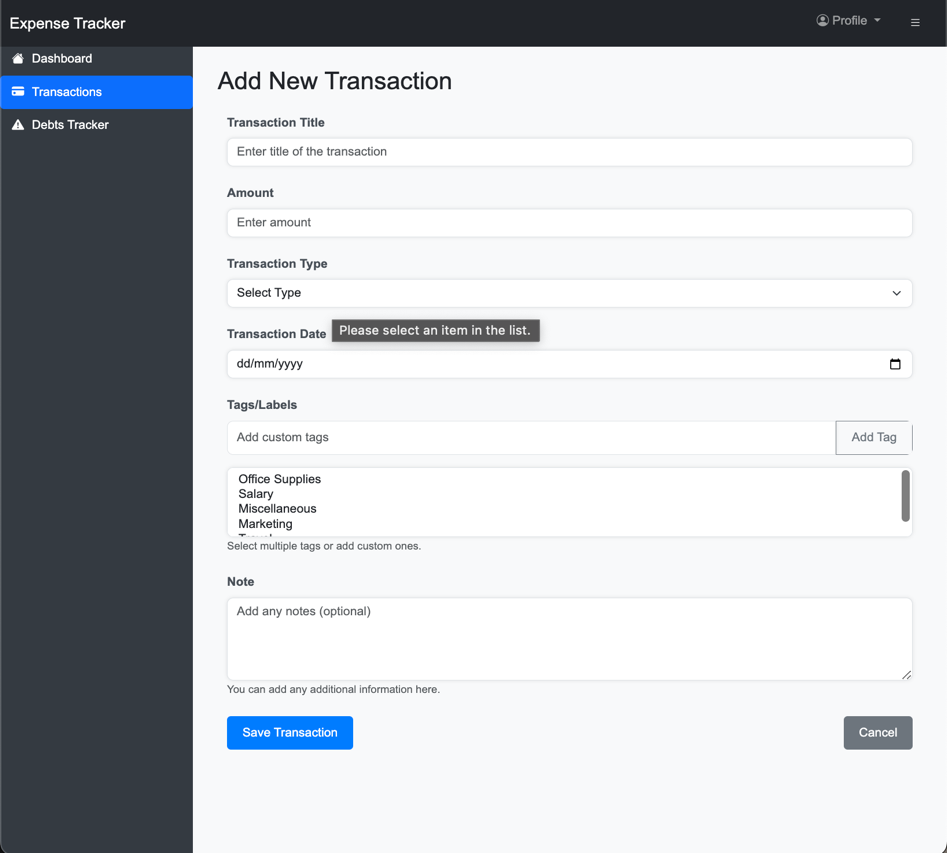 Expense Tracker
Profile
Dashboard
Transactions
Debts Tracker
Add New Transaction
Transaction Title
Enter title of the transaction
Amount
Enter amount
Transaction Type
Select Type
Transaction Date
Please select an item in the list.
dd/mm/yyyy
Tags/Labels
Add custom tags
Add Tag
Office Supplies
Salary
Miscellaneous
Marketing
Select multiple tags or add custom ones.
Note
Add any notes (optional)
You can add any additional information here.
Save Transaction
Cancel